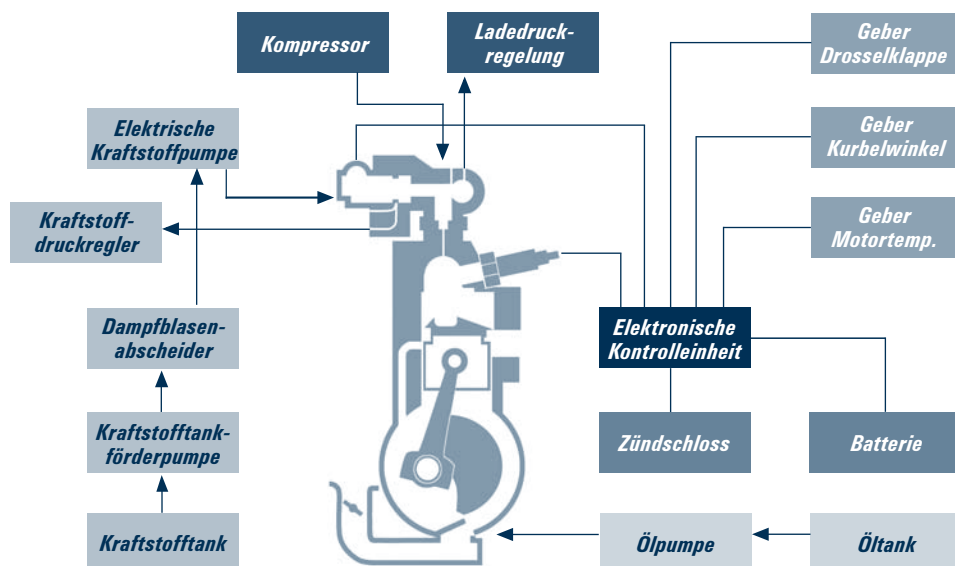 Kompressor
Ladedruck-
regelung
Geber
Drosselklappe
Elektrische
Kraftstoffpumpe
Geber
Kurbelwinkel
Kraftstoff-
druckregler
Geber
Motortemp.
Dampfblasen-
abscheider
Elektronische
Kontrolleinheit
Kraftstofftank-
förderpumpe
Zündschloss
Batterie
Kraftstofftank
Ölpumpe
Öltank